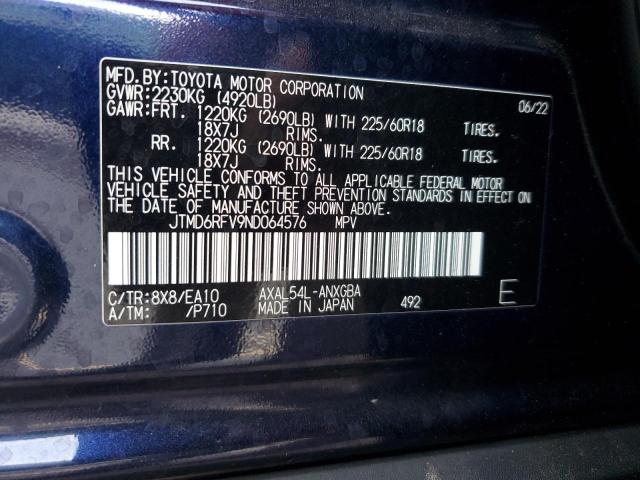 MFD.BY:TOYOTA MOTOR CORPORATION 06/22
GVWR:2230KG (4920LB)
GAWR:FRT. 1220KG (2690LB) WITH 225/60R18 TIRES.
18X7J RIMS.
RR. 1220KG (2690LB) WITH 225/60R18 TIRES.
18X7J RIMS.
THIS VEHICLE CONFORMS TO ALL APPLICABLE FEDERAL MOTOR
VEHICLE SAFETY AND THEFT PREVENTION STANDARDS IN EFFECT ON
THE DATE OF MANUFACTURE SHOWN ABOVE.
JTMD6RFV9ND064576 MPV
C/TR:8X8/EA10 AXAL54L-ANXGBA
A/TM: /P710 MADE IN JAPAN 492 E